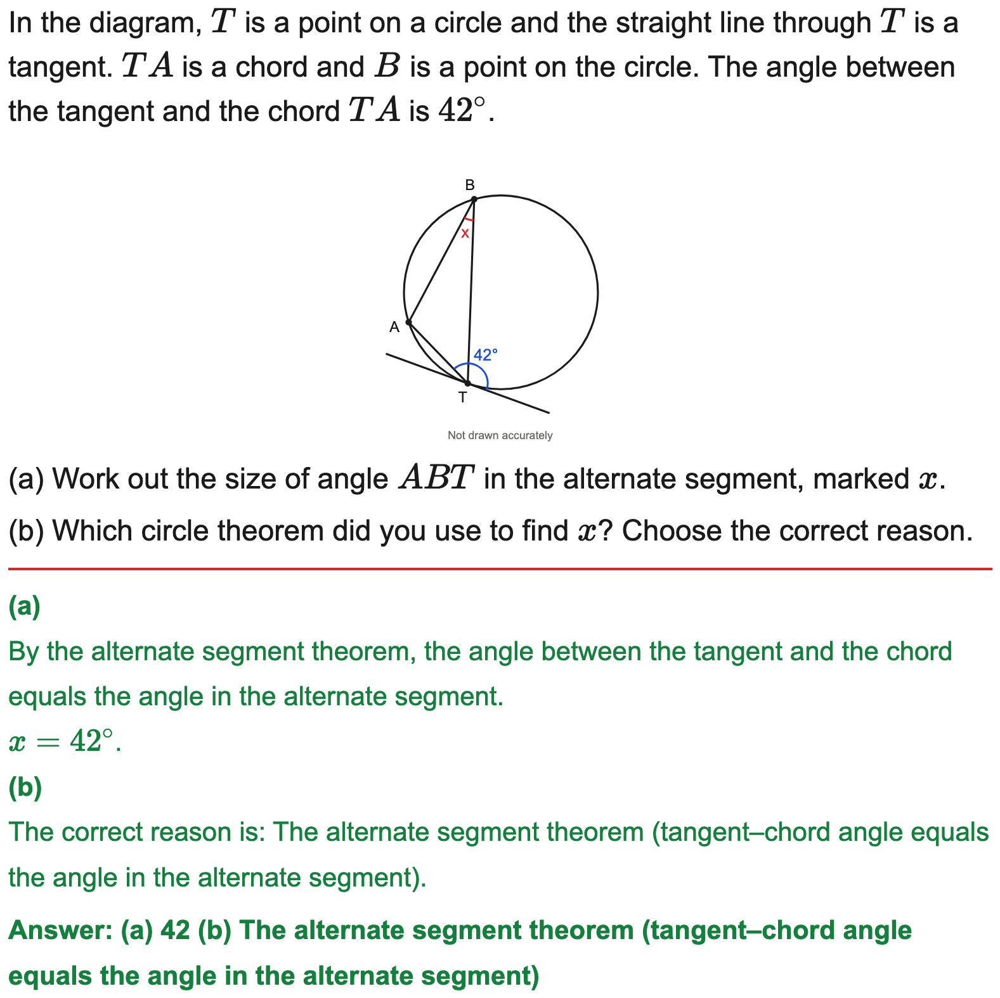 In the diagram, T is a point on a circle and the straight line through T is a
tangent. TA is a chord and B is a point on the circle. The angle between
the tangent and the chord TA is 42°.
B
x
A
42°
T
Not drawn accurately
(a) Work out the size of angle ABT in the alternate segment, marked x.
(b) Which circle theorem did you use to find x? Choose the correct reason.
(a)
By the alternate segment theorem, the angle between the tangent and the chord
equals the angle in the alternate segment.
x = 42°.
(b)
The correct reason is: The alternate segment theorem (tangent–chord angle equals
the angle in the alternate segment).
Answer: (a) 42 (b) The alternate segment theorem (tangent–chord angle
equals the angle in the alternate segment)